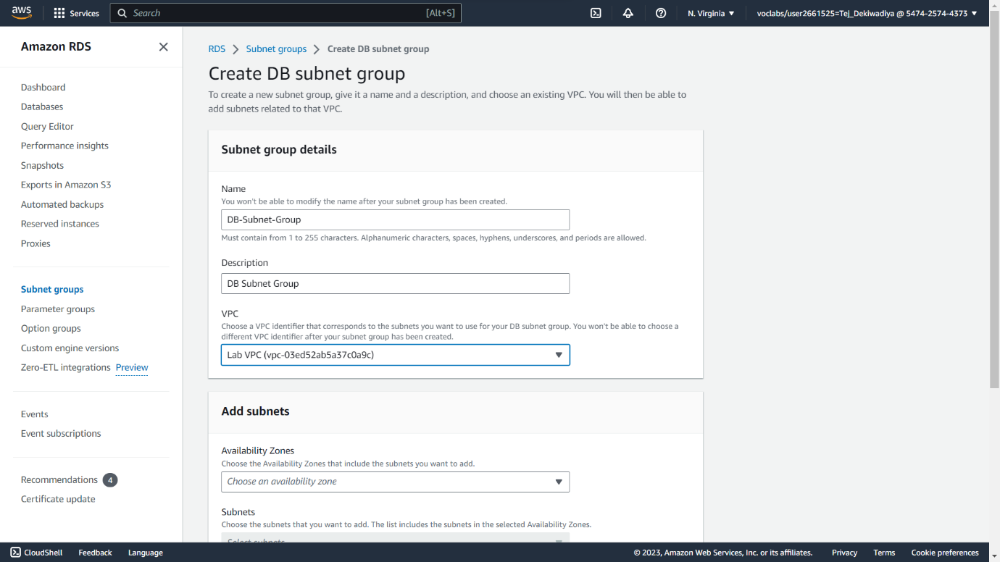 aws
Services
Search
[Alt+S]
N. Virginia
voclabs/user2661525=Tej_Dekiwadiya @ 5474-2574-4373
Amazon RDS
Dashboard
Databases
Query Editor
Performance insights
Snapshots
Exports in Amazon S3
Automated backups
Reserved instances
Proxies
Subnet groups
Parameter groups
Option groups
Custom engine versions
Zero-ETL integrations Preview
Events
Event subscriptions
Recommendations 4
Certificate update
RDS > Subnet groups > Create DB subnet group
Create DB subnet group
To create a new subnet group, give it a name and a description, and choose an existing VPC. You will then be able to
add subnets related to that VPC.
Subnet group details
Name
You won't be able to modify the name after your subnet group has been created.
DB-Subnet-Group
Must contain from 1 to 255 characters. Alphanumeric characters, spaces, hyphens, underscores, and periods are allowed.
Description
DB Subnet Group
VPC
Choose a VPC identifier that corresponds to the subnets you want to use for your DB subnet group. You won't be able to choose a
different VPC identifier after your subnet group has been created.
Lab VPC (vpc-03ed52ab5a37c0a9c)
Add subnets
Availability Zones
Choose the Availability Zones that include the subnets you want to add.
Choose an availability zone
Subnets
Choose the subnets that you want to add. The list includes the subnets in the selected Availability Zones.
Select subnets
CloudShell
Feedback
Language
© 2023, Amazon Web Services, Inc. or its affiliates.
Privacy
Terms
Cookie preferences